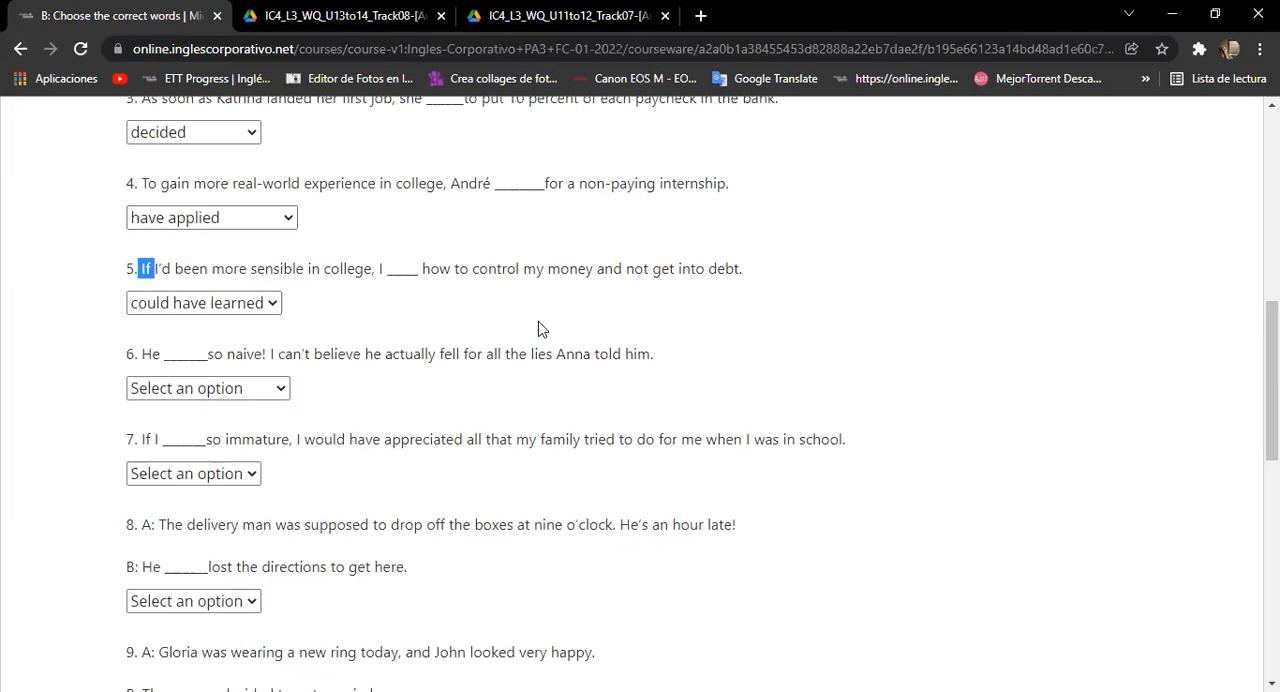 B: Choose the correct words | Mi
IC4_L3_WQ_U13to14_Track08-[A
IC4_L3_WQ_U11to12_Track07-[A
online.inglescorporativo.net/courses/course-v1:Ingles-Corporativo+PA3+FC-01-2022/courseware/a2a0b1a38455453d82888a22eb7dae2f/b195e66123a14bd48ad1e60c7...
Aplicaciones
ETT Progress | Inglé...
Editor de Fotos en l...
Crea collages de fot...
Canon EOS M - EO...
Google Translate
https://online.ingle...
MejorTorrent Desca...
»
Lista de lectura
3. As soon as Katrina landed her first job, she ______to put 10 percent of each paycheck in the bank.
decided
4. To gain more real-world experience in college, André ________for a non-paying internship.
have applied
5. If I’d been more sensible in college, I _____ how to control my money and not get into debt.
could have learned
6. He _______so naive! I can’t believe he actually fell for all the lies Anna told him.
Select an option
7. If I _______so immature, I would have appreciated all that my family tried to do for me when I was in school.
Select an option
8. A: The delivery man was supposed to drop off the boxes at nine o’clock. He’s an hour late!
B: He _______lost the directions to get here.
Select an option
9. A: Gloria was wearing a new ring today, and John looked very happy.